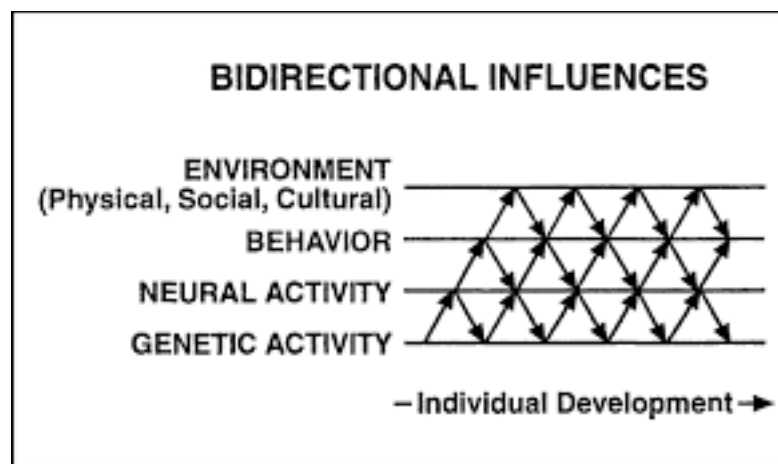 BIDIRECTIONAL INFLUENCES
ENVIRONMENT
(Physical, Social, Cultural)
BEHAVIOR
NEURAL ACTIVITY
GENETIC ACTIVITY
Individual Development